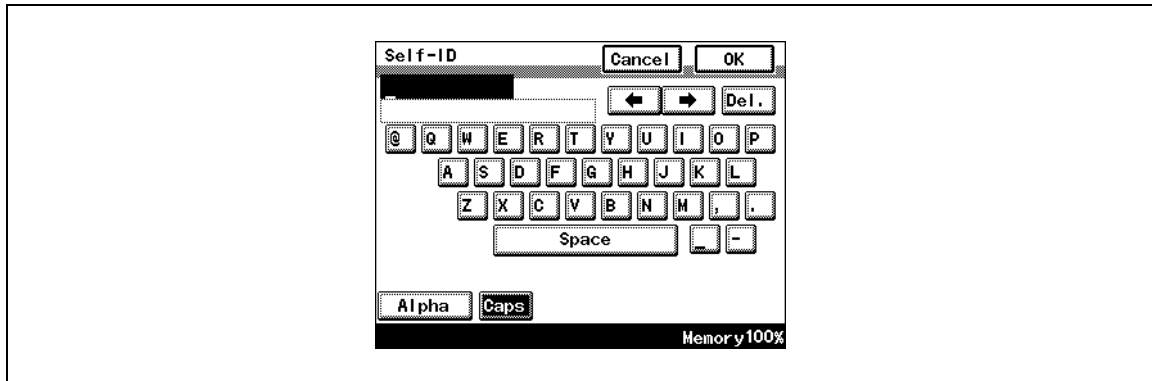 Self-ID Cancel OK
_
← → Del.
@ Q W E R T Y U I O P
A S D F G H J K L
Z X C V B N M , .
Space _ -
Alpha Caps
Memory100%